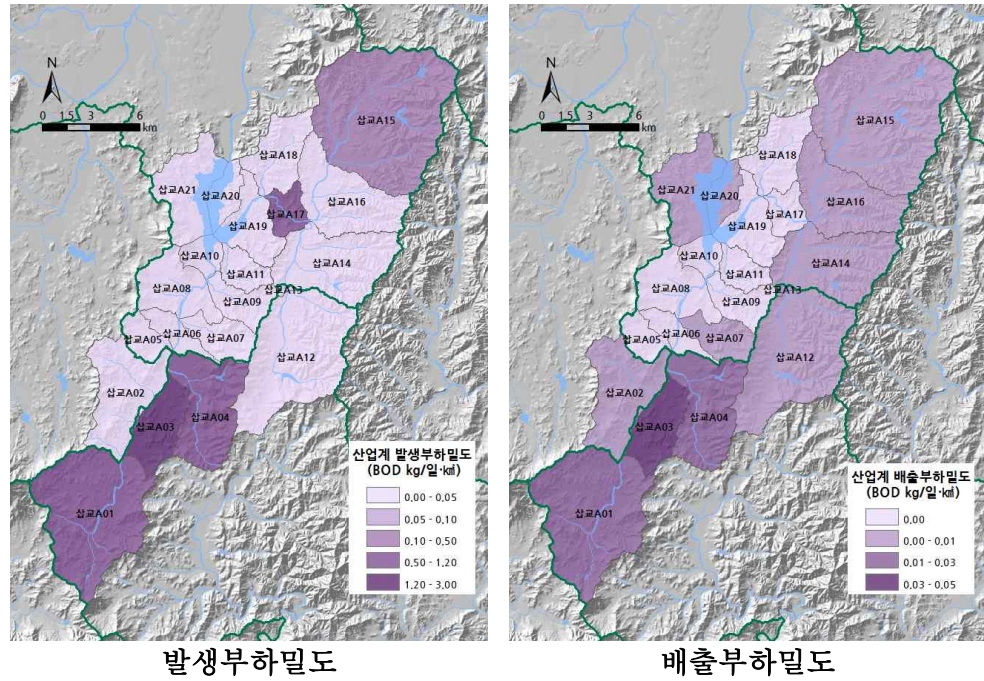 N
0 1.5 3 6
km
삽교A15
삽교A18
삽교A21
삽교A20
삽교A17
삽교A16
삽교A19
삽교A10
삽교A11
삽교A14
삽교A08
삽교A13
삽교A09
삽교A05
삽교A06
삽교A07
삽교A12
삽교A02
삽교A03
삽교A04
삽교A01
산업계 발생부하밀도
(BOD kg/일·㎢)
0.00 - 0.05
0.05 - 0.10
0.10 - 0.50
0.50 - 1.20
1.20 - 3.00
발생부하밀도
N
0 1.5 3 6
km
삽교A15
삽교A18
삽교A21
삽교A20
삽교A17
삽교A16
삽교A19
삽교A10
삽교A11
삽교A14
삽교A08
삽교A13
삽교A09
삽교A05
삽교A06
삽교A07
삽교A12
삽교A02
삽교A03
삽교A04
삽교A01
산업계 배출부하밀도
(BOD kg/일·㎢)
0.00
0.00 - 0.01
0.01 - 0.03
0.03 - 0.05
배출부하밀도